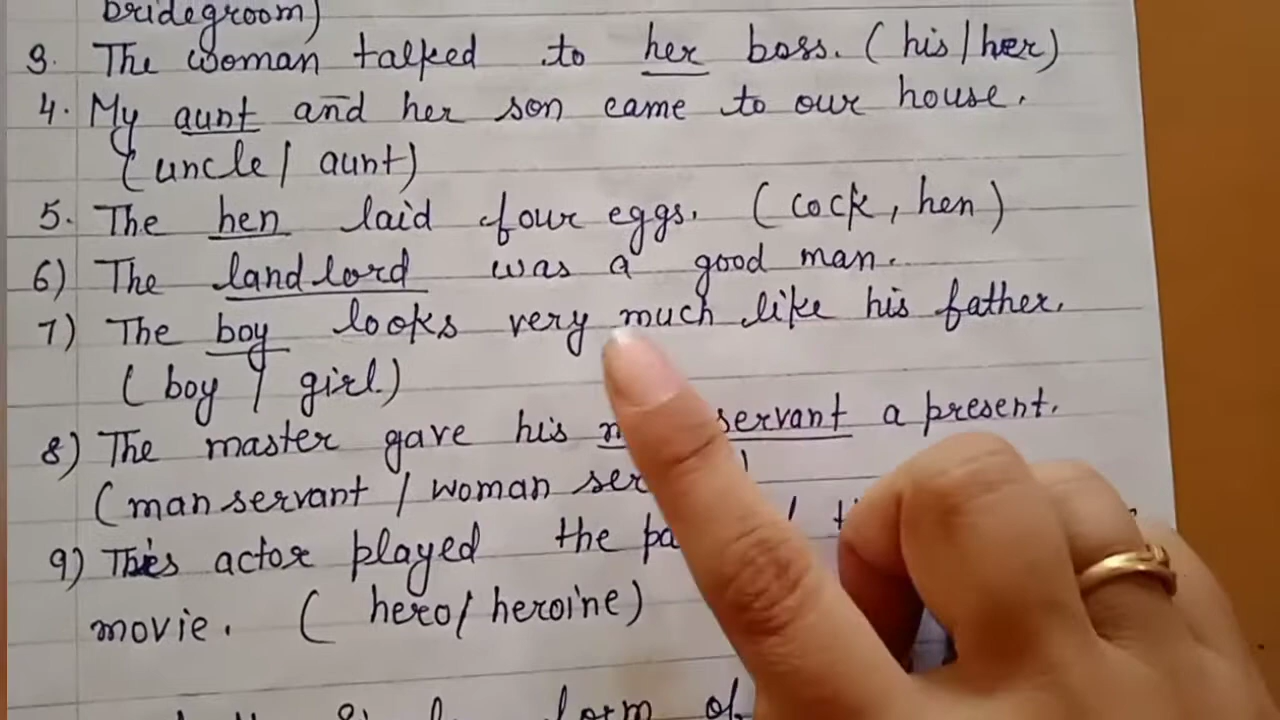 bridegroom)
3. The woman talked to her boss. (his/her)
4. My aunt and her son came to our house.
(uncle/ aunt)
5. The hen laid four eggs. (cock, hen)
6) The landlord was a good man.
7) The boy looks very much like his father.
(boy / girl)
8) The master gave his servant a present.
(man servant / woman
9) This actor played the
movie. ( hero/ heroine)
form of